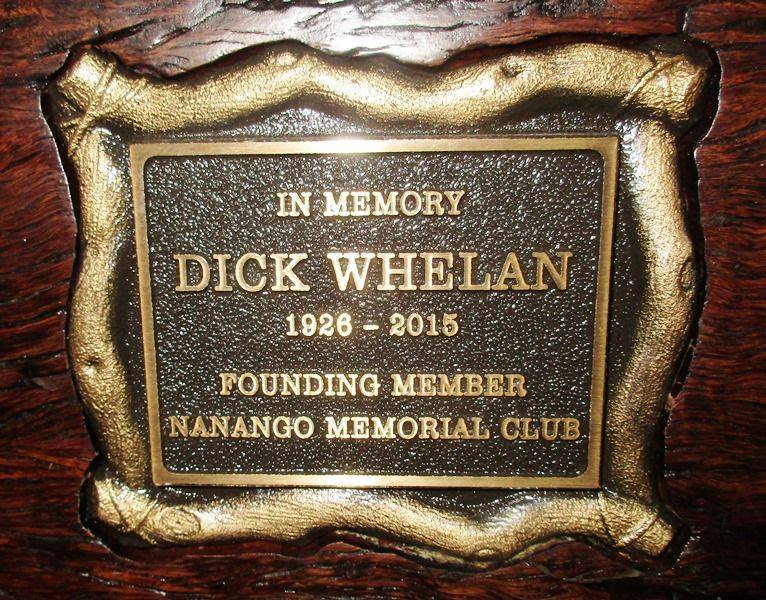 IN MEMORY
DICK WHELAN
1926 - 2015
FOUNDING MEMBER
NANANGO MEMORIAL CLUB